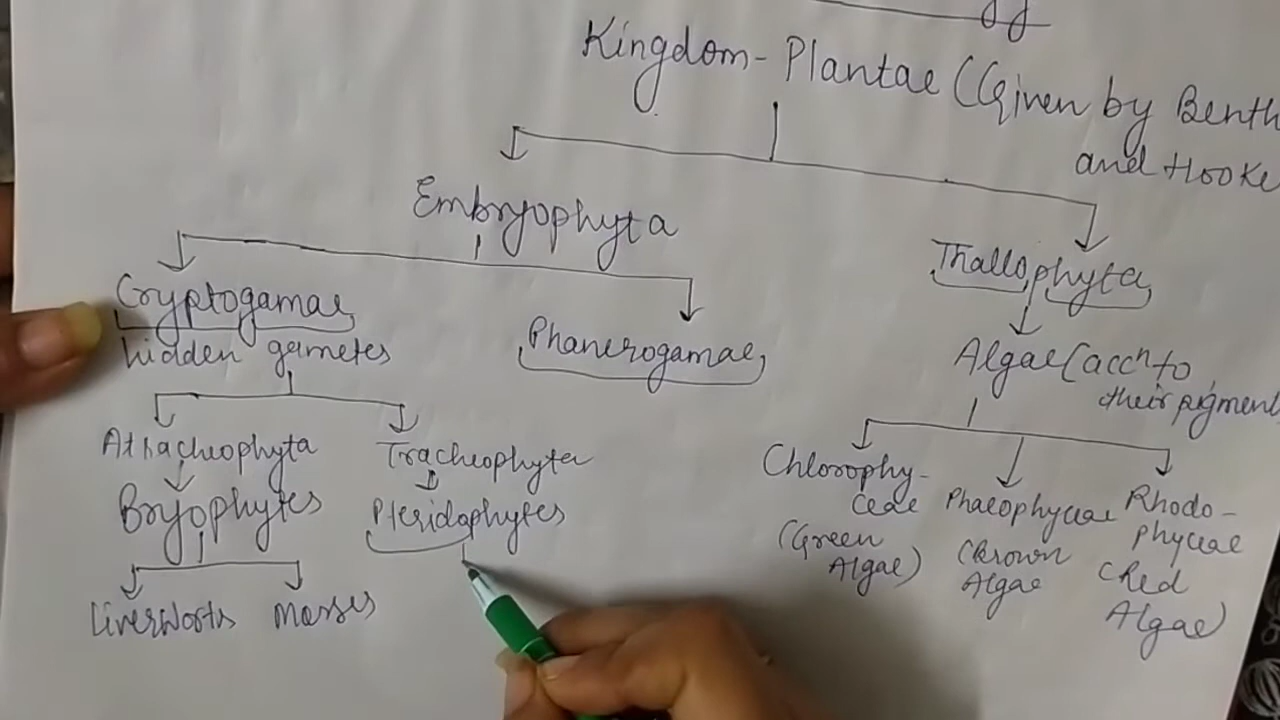 Kingdom - Plantae (Given by Benth
and Hooke
Embryophyta
Thallophyta
Cryptogamae
hidden gametes
Phanerogamae
Algae (accn to
their pigment
Atracheophyta
Tracheophyta
Bryophytes
Pteridophytes
Liverworts
Mosses
Chlorophy-
ceae
(Green
Algae)
Phaeophyceae
(Brown
Algae
Rhodo-
phyceae
(Red
Algae)